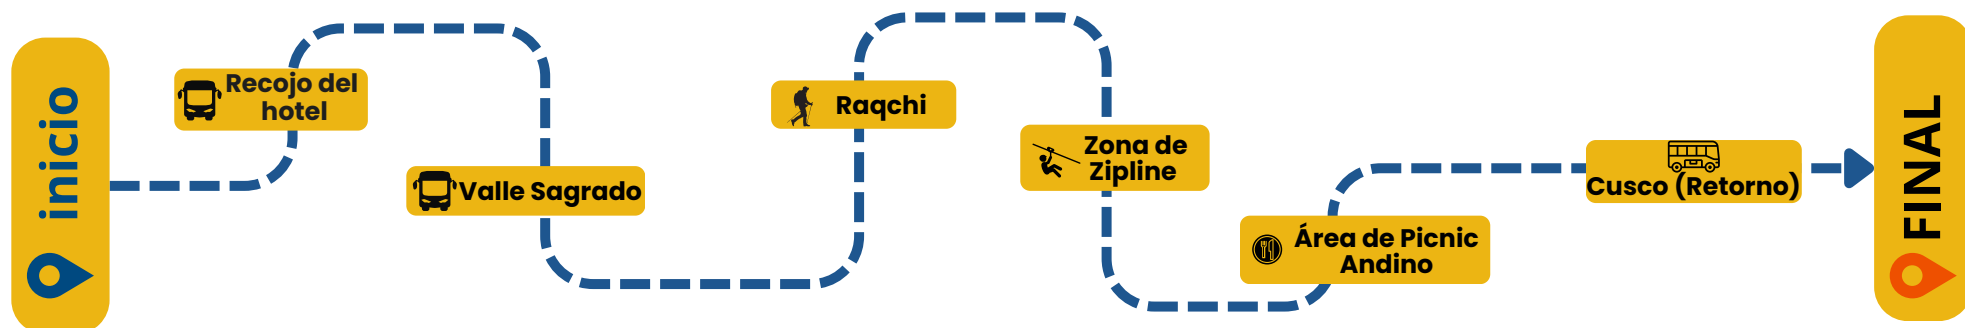 inicio
Recojo del
hotel
Valle Sagrado
Raqchi
Zona de
Zipline
Área de Picnic
Andino
Cusco (Retorno)
FINAL